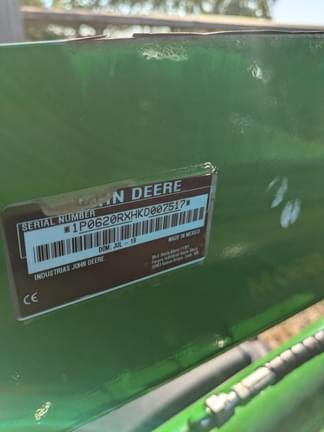 JOHN DEERE
SERIAL NUMBER
*1P0620RXHKD007517*
DOM. JUL - 19
MADE IN MEXICO
INDUSTRIAS JOHN DEERE
CE